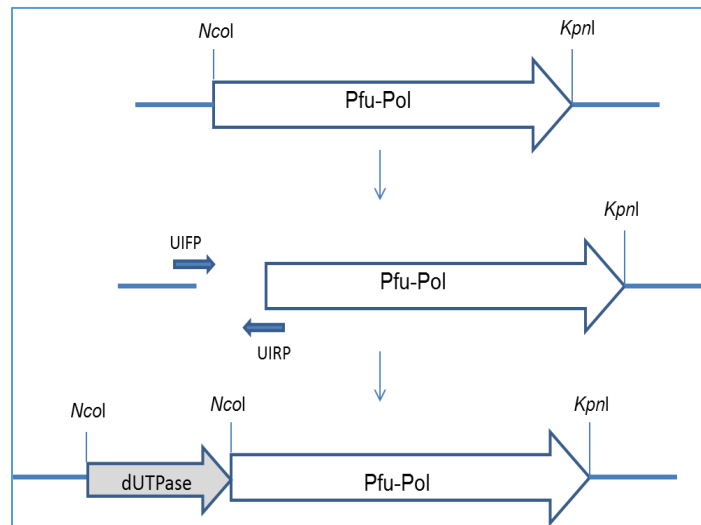 NcoI
KpnI
Pfu-Pol
KpnI
UIFP
Pfu-Pol
UIRP
NcoI
NcoI
KpnI
dUTPase
Pfu-Pol